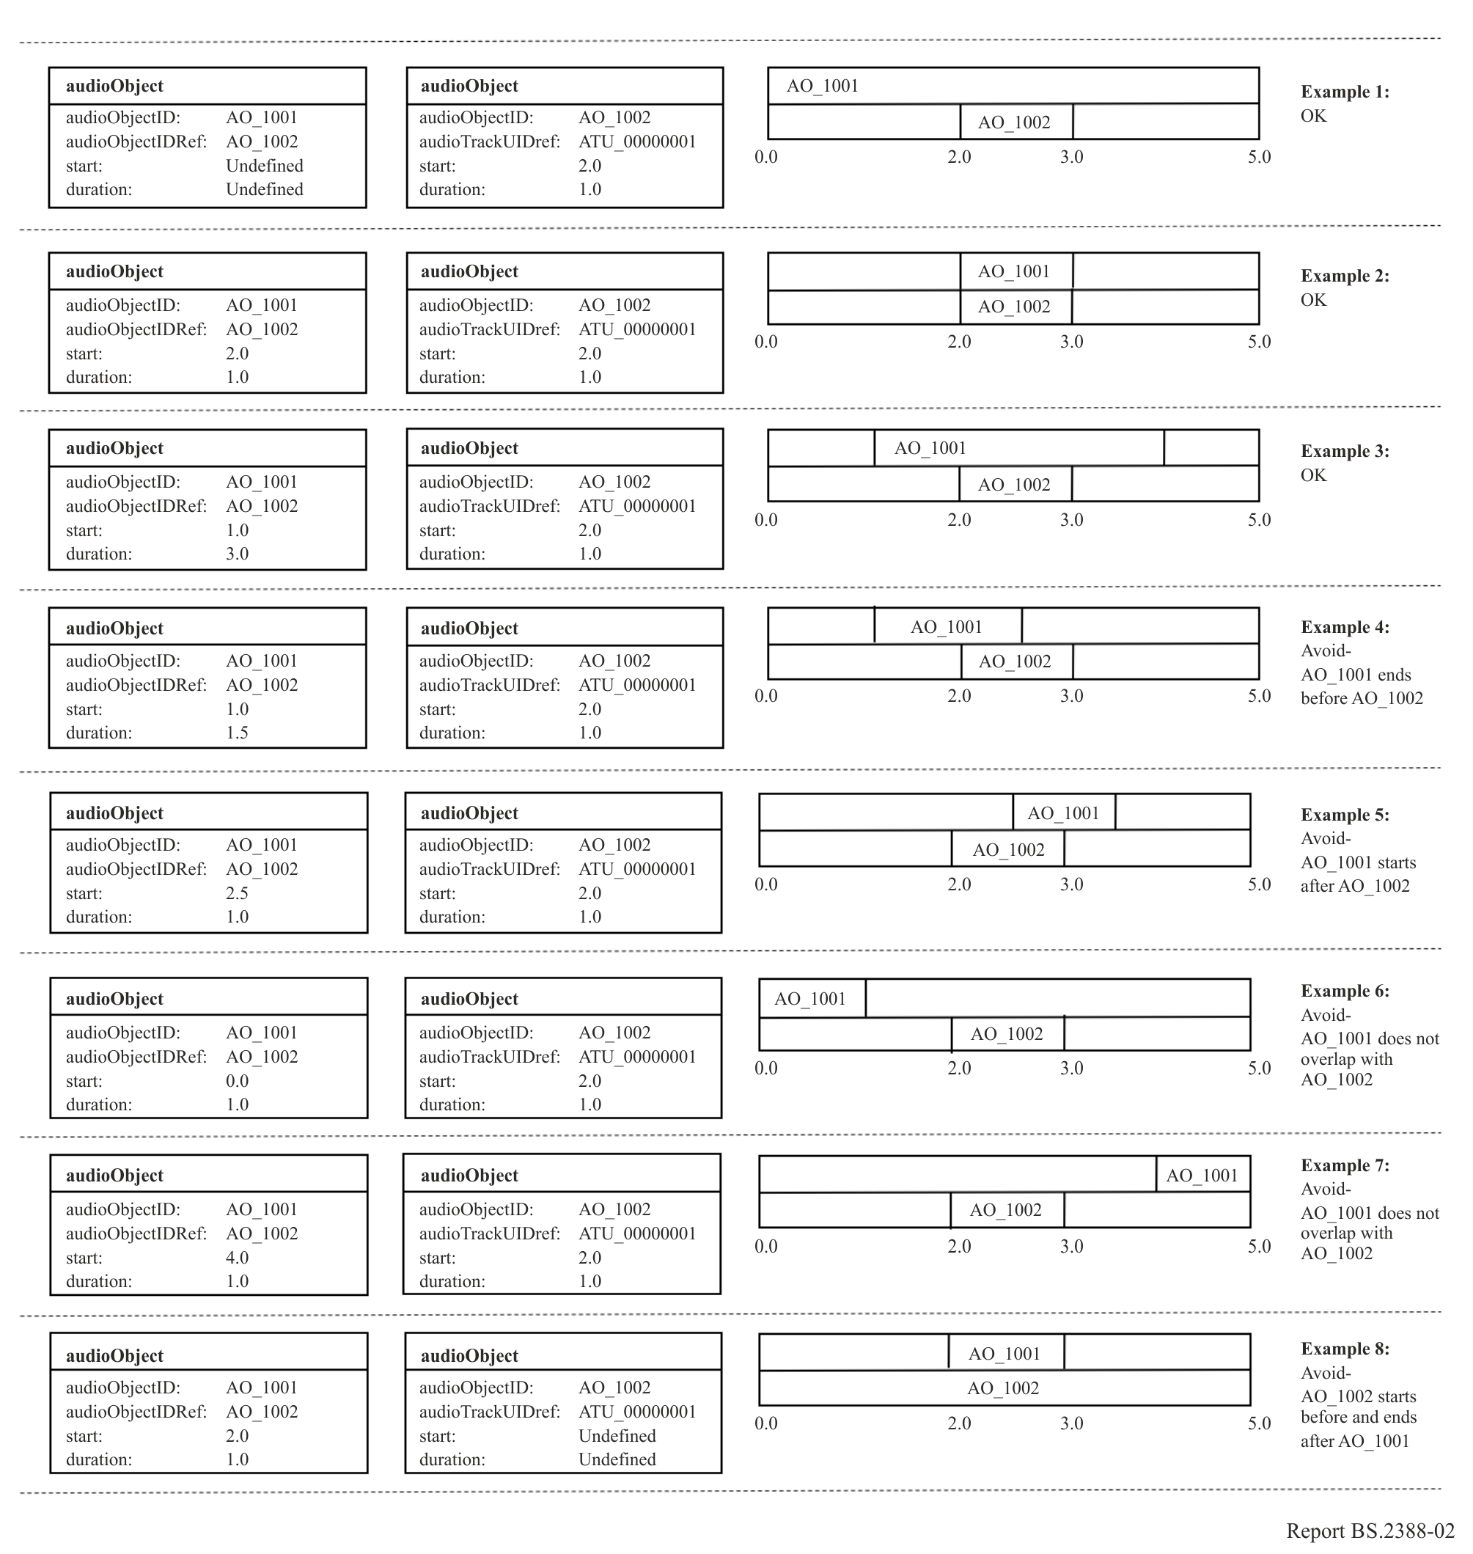 audioObject
audioObjectID: AO_1001
audioObjectIDRef: AO_1002
start: Undefined
duration: Undefined
audioObject
audioObjectID: AO_1002
audioTrackUIDref: ATU_00000001
start: 2.0
duration: 1.0
AO_1001
AO_1002
0.0 2.0 3.0 5.0
Example 1:
OK
audioObject
audioObjectID: AO_1001
audioObjectIDRef: AO_1002
start: 2.0
duration: 1.0
audioObject
audioObjectID: AO_1002
audioTrackUIDref: ATU_00000001
start: 2.0
duration: 1.0
AO_1001
AO_1002
0.0 2.0 3.0 5.0
Example 2:
OK
audioObject
audioObjectID: AO_1001
audioObjectIDRef: AO_1002
start: 1.0
duration: 3.0
audioObject
audioObjectID: AO_1002
audioTrackUIDref: ATU_00000001
start: 2.0
duration: 1.0
AO_1001
AO_1002
0.0 2.0 3.0 5.0
Example 3:
OK
audioObject
audioObjectID: AO_1001
audioObjectIDRef: AO_1002
start: 1.0
duration: 1.5
audioObject
audioObjectID: AO_1002
audioTrackUIDref: ATU_00000001
start: 2.0
duration: 1.0
AO_1001
AO_1002
0.0 2.0 3.0 5.0
Example 4:
Avoid-
AO_1001 ends
before AO_1002
audioObject
audioObjectID: AO_1001
audioObjectIDRef: AO_1002
start: 2.5
duration: 1.0
audioObject
audioObjectID: AO_1002
audioTrackUIDref: ATU_00000001
start: 2.0
duration: 1.0
AO_1001
AO_1002
0.0 2.0 3.0 5.0
Example 5:
Avoid-
AO_1001 starts
after AO_1002
audioObject
audioObjectID: AO_1001
audioObjectIDRef: AO_1002
start: 0.0
duration: 1.0
audioObject
audioObjectID: AO_1002
audioTrackUIDref: ATU_00000001
start: 2.0
duration: 1.0
AO_1001
AO_1002
0.0 2.0 3.0 5.0
Example 6:
Avoid-
AO_1001 does not
overlap with
AO_1002
audioObject
audioObjectID: AO_1001
audioObjectIDRef: AO_1002
start: 4.0
duration: 1.0
audioObject
audioObjectID: AO_1002
audioTrackUIDref: ATU_00000001
start: 2.0
duration: 1.0
AO_1001
AO_1002
0.0 2.0 3.0 5.0
Example 7:
Avoid-
AO_1001 does not
overlap with
AO_1002
audioObject
audioObjectID: AO_1001
audioObjectIDRef: AO_1002
start: 2.0
duration: 1.0
audioObject
audioObjectID: AO_1002
audioTrackUIDref: ATU_00000001
start: Undefined
duration: Undefined
AO_1001
AO_1002
0.0 2.0 3.0 5.0
Example 8:
Avoid-
AO_1002 starts
before and ends
after AO_1001
Report BS.2388-02